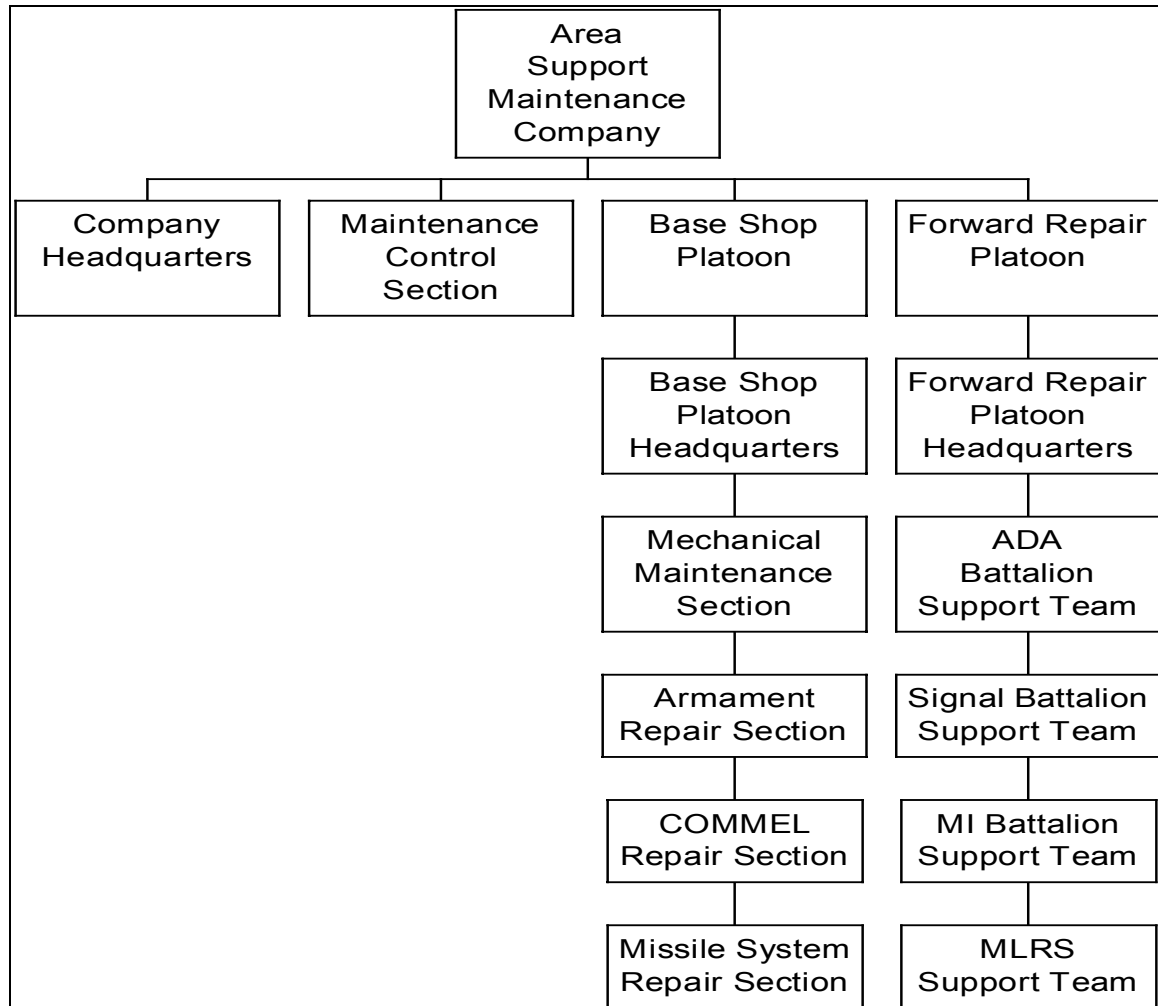 Area
Support
Maintenance
Company
Company
Headquarters
Maintenance
Control
Section
Base Shop
Platoon
Forward Repair
Platoon
Base Shop
Platoon
Headquarters
Forward Repair
Platoon
Headquarters
Mechanical
Maintenance
Section
ADA
Battalion
Support Team
Armament
Repair Section
Signal Battalion
Support Team
COMMEL
Repair Section
MI Battalion
Support Team
Missile System
Repair Section
MLRS
Support Team